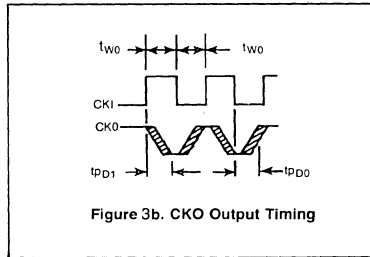 tW0 tW0
CKI
CK0
tPD1 tPD0
Figure 3b. CKO Output Timing